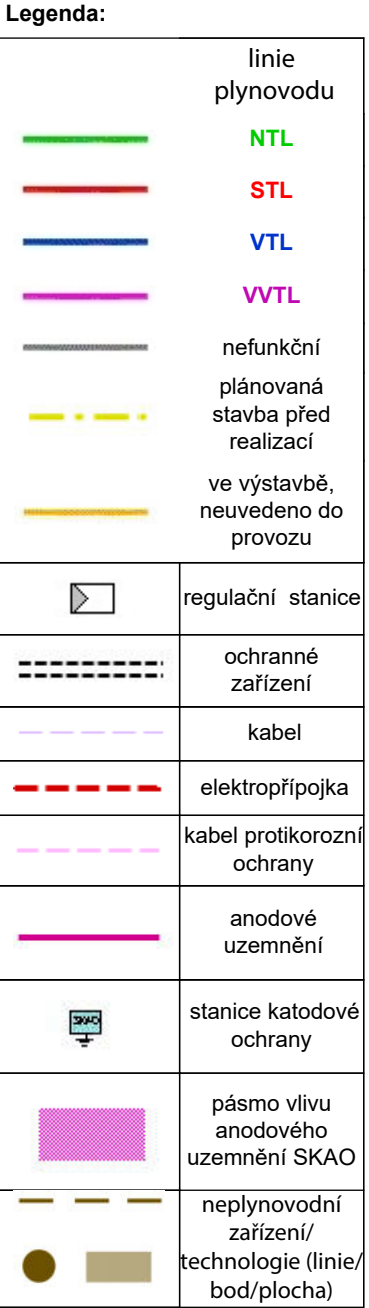 Legenda:
linie
plynovodu
NTL
STL
VTL
VVTL
nefunkční
plánovaná
stavba před
realizací
ve výstavbě,
neuvedeno do
provozu
regulační stanice
ochranné
zařízení
kabel
elektropřípojka
kabel protikorozní
ochrany
anodové
uzemnění
SKAO
stanice katodové
ochrany
pásmo vlivu
anodového
uzemnění SKAO
neplynovodní
zařízení/
technologie (linie/
bod/plocha)